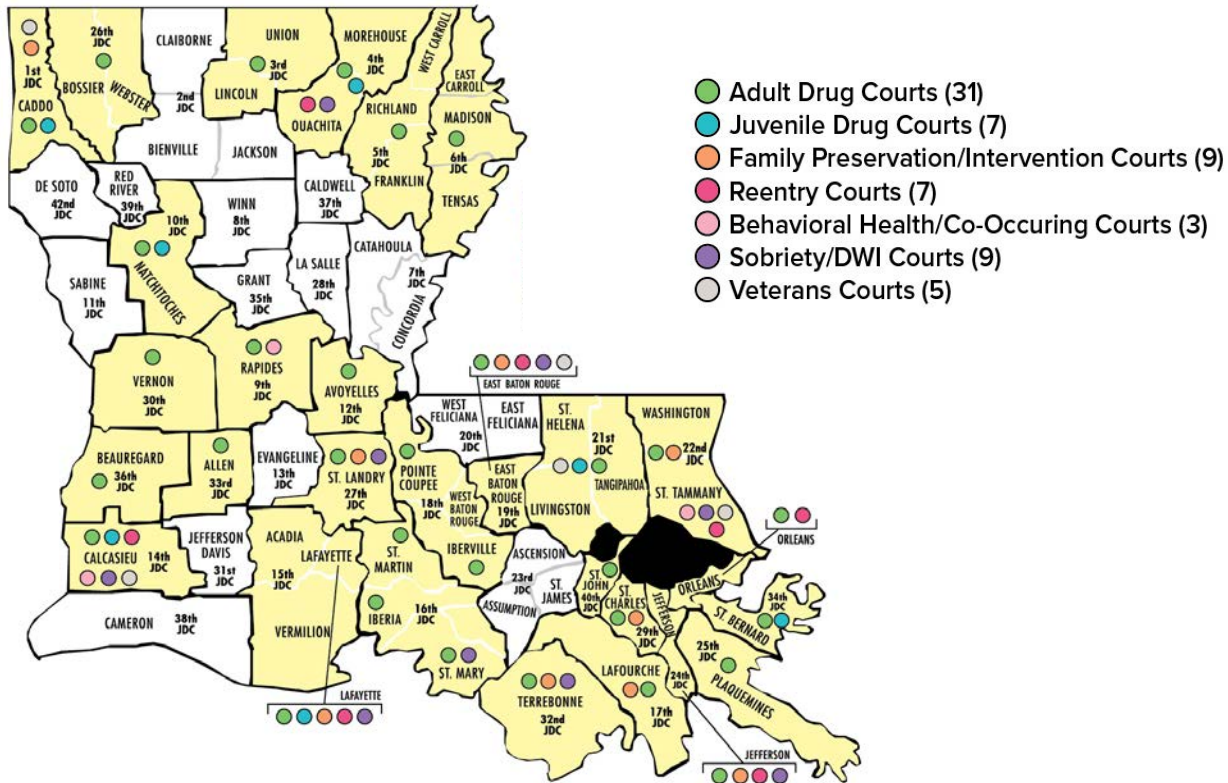 26th
JDC
CLAIBORNE
UNION
MOREHOUSE
WEST CARROLL
1st
JDC
CADDO
BOSSIER
WEBSTER
2nd
JDC
3rd
JDC
LINCOLN
4th
JDC
EAST
CARROLL
OUACHITA
RICHLAND
MADISON
BIENVILLE
JACKSON
5th
JDC
FRANKLIN
6th
JDC
TENSAS
DE SOTO
42nd
JDC
RED
RIVER
39th
JDC
10th
JDC
NATCHITOCHES
WINN
8th
JDC
CALDWELL
37th
JDC
CATAHOULA
7th
JDC
CONCORDIA
SABINE
11th
JDC
GRANT
35th
JDC
LA SALLE
28th
JDC
VERNON
30th
JDC
RAPIDES
9th
JDC
AVOYELLES
12th
JDC
EAST BATON ROUGE
BEAUREGARD
36th
JDC
ALLEN
33rd
JDC
EVANGELINE
13th
JDC
ST. LANDRY
27th
JDC
POINTE
COUPEE
18th
JDC
WEST
BATON
ROUGE
IBERVILLE
WEST
FELICIANA
EAST
FELICIANA
20th
JDC
EAST
BATON
ROUGE
19th
JDC
ST.
HELENA
21st
JDC
TANGIPAHOA
LIVINGSTON
WASHINGTON
22nd
JDC
ST. TAMMANY
ORLEANS
CALCASIEU
14th
JDC
JEFFERSON
DAVIS
31st
JDC
ACADIA
LAFAYETTE
15th
JDC
VERMILION
ST.
MARTIN
IBERIA
16th
JDC
ST. MARY
ASCENSION
23rd
JDC
ST.
JAMES
ASSUMPTION
ST.
JOHN
40th
JDC
ST.
CHARLES
29th
JDC
JEFFERSON
ORLEANS
34th
JDC
ST. BERNARD
25th
JDC
PLAQUEMINES
CAMERON
38th
JDC
LAFAYETTE
TERREBONNE
32nd
JDC
LAFOURCHE
17th
JDC
24th
JDC
JEFFERSON
Adult Drug Courts (31)
Juvenile Drug Courts (7)
Family Preservation/Intervention Courts (9)
Reentry Courts (7)
Behavioral Health/Co-Occuring Courts (3)
Sobriety/DWI Courts (9)
Veterans Courts (5)